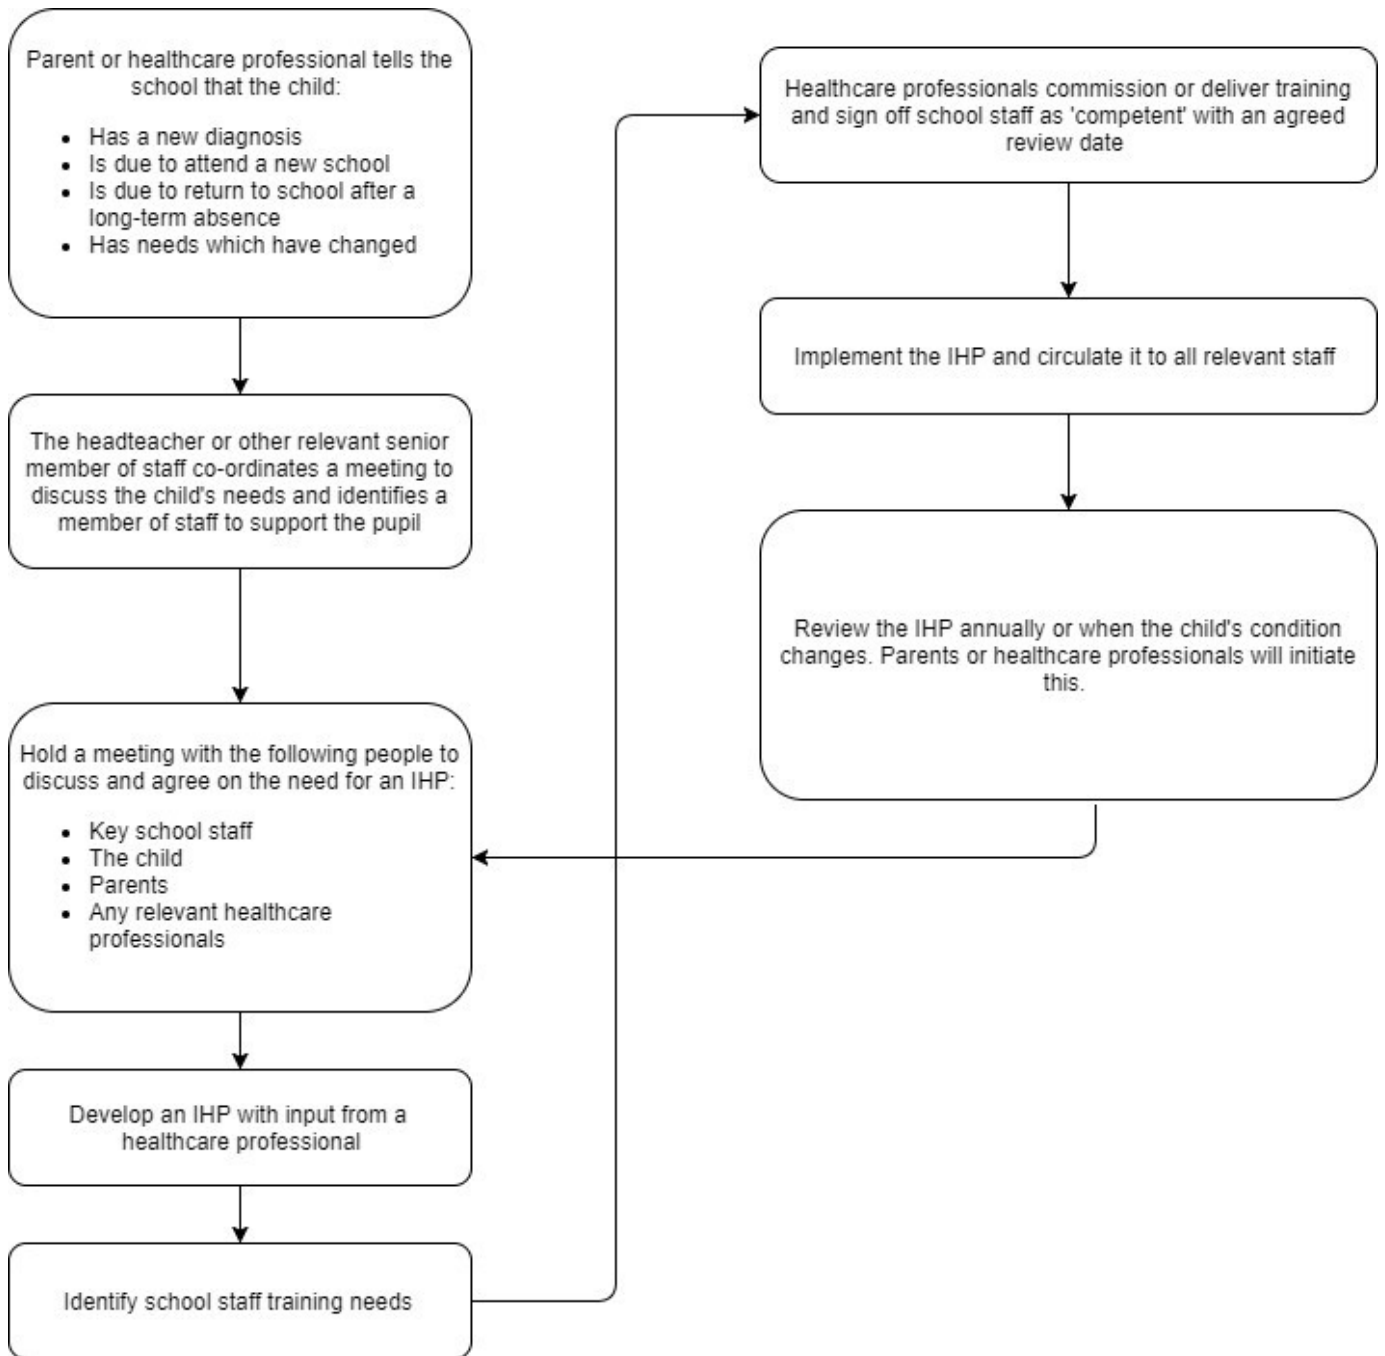 Parent or healthcare professional tells the
school that the child:
• Has a new diagnosis
• Is due to attend a new school
• Is due to return to school after a
long-term absence
• Has needs which have changed
The headteacher or other relevant senior
member of staff co-ordinates a meeting to
discuss the child's needs and identifies a
member of staff to support the pupil
Hold a meeting with the following people to
discuss and agree on the need for an IHP:
• Key school staff
• The child
• Parents
• Any relevant healthcare
professionals
Develop an IHP with input from a
healthcare professional
Identify school staff training needs
Healthcare professionals commission or deliver training
and sign off school staff as 'competent' with an agreed
review date
Implement the IHP and circulate it to all relevant staff
Review the IHP annually or when the child's condition
changes. Parents or healthcare professionals will initiate
this.